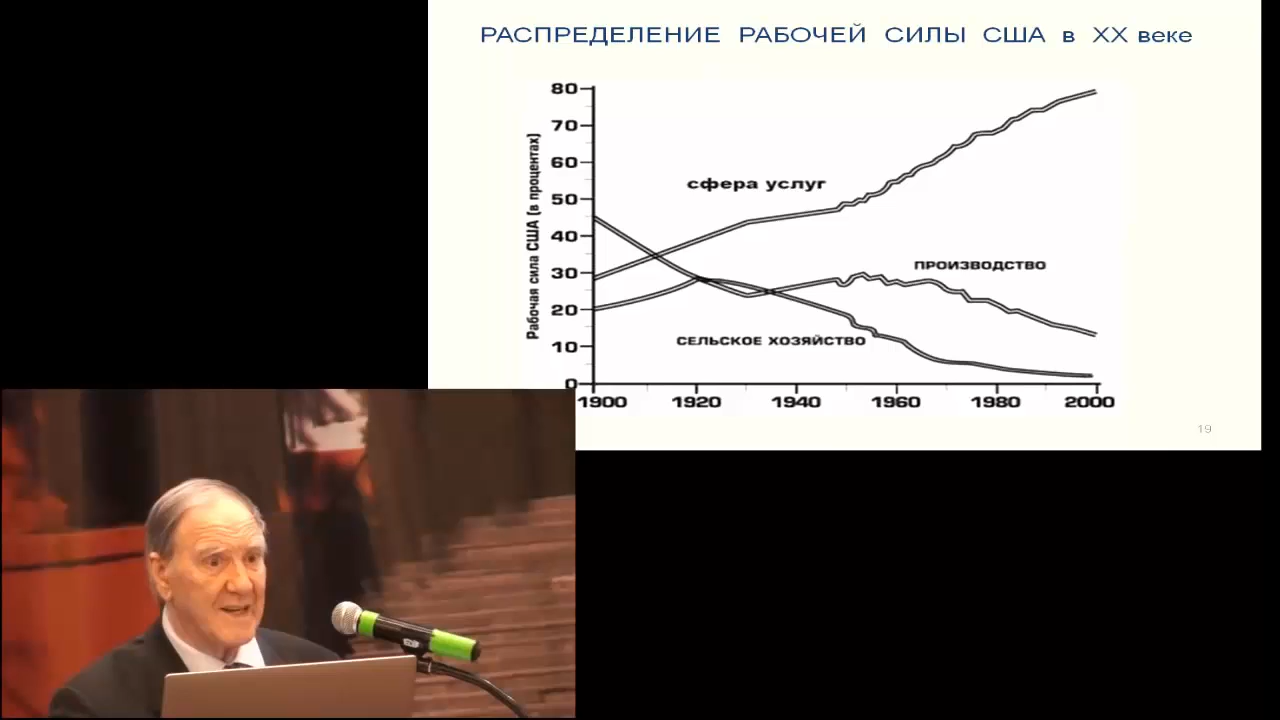 РАСПРЕДЕЛЕНИЕ РАБОЧЕЙ СИЛЫ США в XX веке
Рабочая сила США (в процентах)
80
70
60
50
40
30
20
10
0
сфера услуг
ПРОИЗВОДСТВО
СЕЛЬСКОЕ ХОЗЯЙСТВО
1900 1920 1940 1960 1980 2000
19